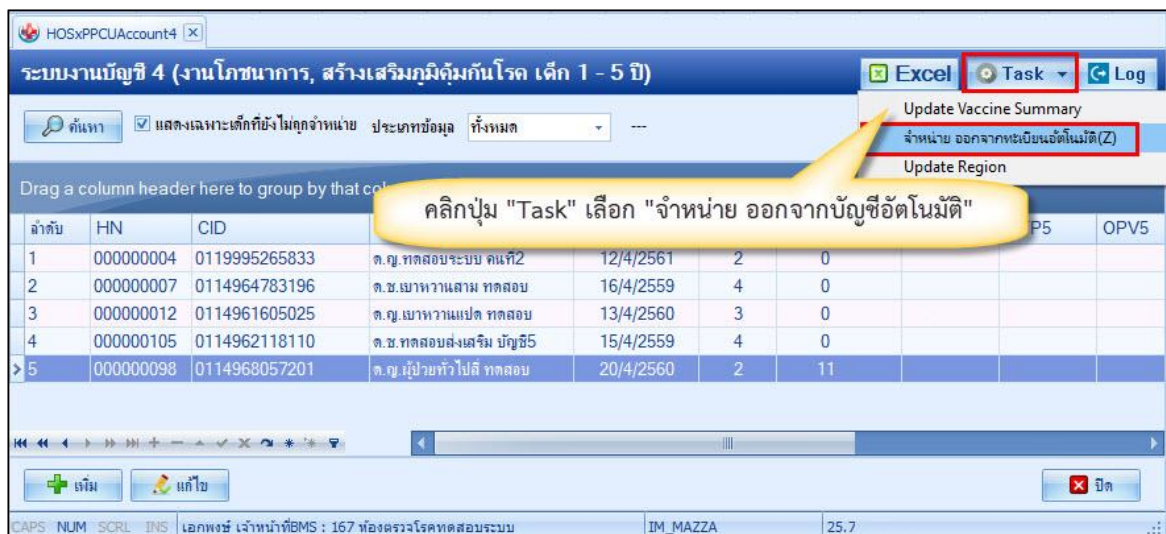 HOSxPPCUAccount4
ระบบงานบัญชี 4 (งานโภชนาการ, สร้างเสริมภูมิคุ้มกันโรค เด็ก 1 - 5 ปี)
Excel Task Log
ค้นหา แสดงเฉพาะเด็กที่ยังไม่ถูกจำหน่าย ประเภทข้อมูล ทั้งหมด ---
Update Vaccine Summary
จำหน่าย ออกจากทะเบียนอัตโนมัติ(Z)
Update Region
Drag a column header here to group by that col
คลิกปุ่ม "Task" เลือก "จำหน่าย ออกจากบัญชีอัตโนมัติ"
ลำดับ HN CID P5 OPV5
1 000000004 0119995265833 ด.ญ.ทดสอบระบบ คนที่2 12/4/2561 2 0
2 000000007 0114964783196 ด.ช.เบาหวานสาม ทดสอบ 16/4/2559 4 0
3 000000012 0114961605025 ด.ญ.เบาหวานแปด ทดสอบ 13/4/2560 3 0
4 000000105 0114962118110 ด.ช.ทดสอบส่งเสริม บัญชี5 15/4/2559 4 0
5 000000098 0114968057201 ด.ญ.ผู้ป่วยทั่วไปสี่ ทดสอบ 20/4/2560 2 11
เพิ่ม แก้ไข ปิด
CAPS NUM SCRL INS เอกพงษ์ เจ้าหน้าที่BMS : 167 ห้องตรวจโรคทดสอบระบบ IM_MAZZA 25.7